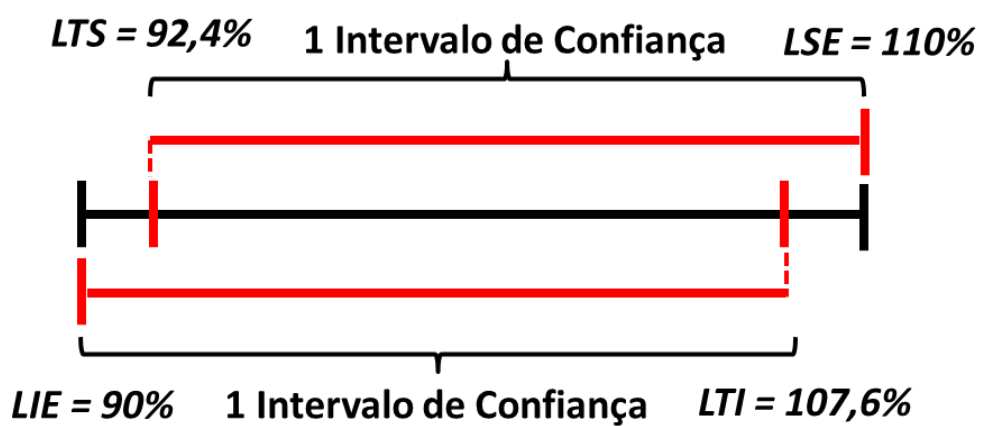 LTS = 92,4% 1 Intervalo de Confiança LSE = 110%
LIE = 90% 1 Intervalo de Confiança LTI = 107,6%